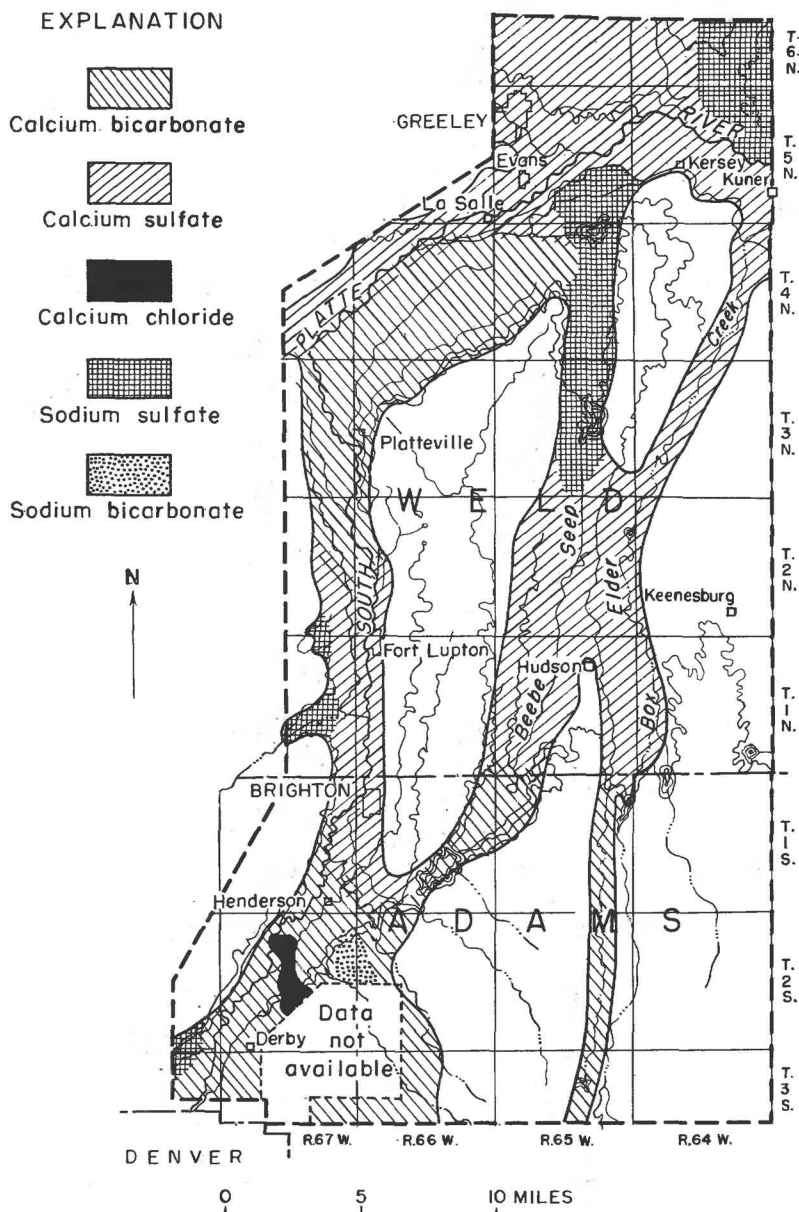 EXPLANATION
Calcium bicarbonate
Calcium sulfate
Calcium chloride
Sodium sulfate
Sodium bicarbonate
N
GREELEY
Evans
La Salle
PLATTE
RIVER
Kersey
Kuner
Creek
Platteville
WELD
Seep
Elder
SOUTH
Keenesburg
Fort Lupton
Hudson
Beebe
Box
BRIGHTON
Henderson
ADAMS
Derby
Data
not
available
DENVER
T.
6.
N.
T.
5
N.
T.
4
N.
T.
3
N.
T.
2
N.
T.
1
N.
T.
1
S.
T.
2
S.
T.
3
S.
R.67 W. R.66 W. R.65 W. R.64 W.
0 5 10 MILES